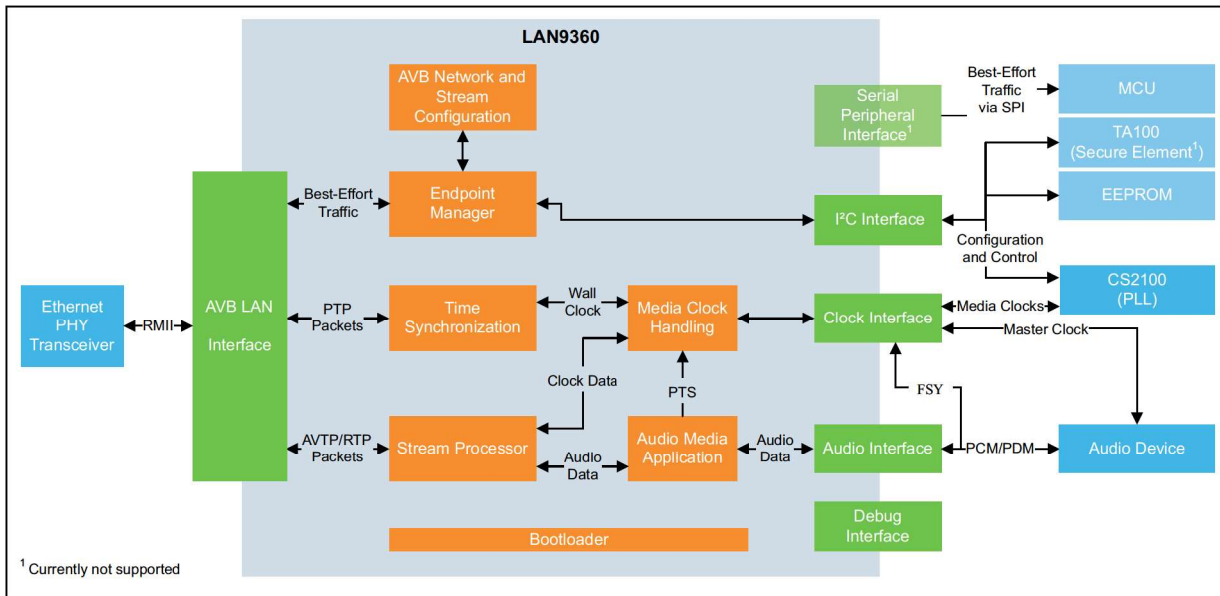 LAN9360
AVB Network and
Stream
Configuration
Serial
Peripheral
Interface¹
Best-Effort
Traffic
via SPI
MCU
TA100
(Secure Element¹)
Best-Effort
Traffic
Endpoint
Manager
I²C Interface
EEPROM
Configuration
and Control
CS2100
(PLL)
Ethernet
PHY
Transceiver
RMII
AVB LAN
Interface
PTP
Packets
Time
Synchronization
Wall
Clock
Media Clock
Handling
Clock Interface
Media Clocks
Master Clock
Clock Data
PTS
FSY
AVTP/RTP
Packets
Stream Processor
Audio
Data
Audio Media
Application
Audio
Data
Audio Interface
PCM/PDM
Audio Device
Bootloader
Debug
Interface
¹ Currently not supported